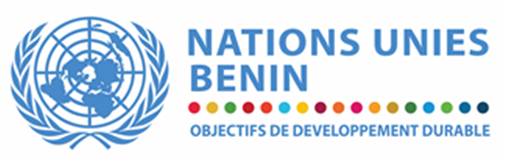 NATIONS UNIES
BENIN
OBJECTIFS DE DEVELOPPEMENT DURABLE